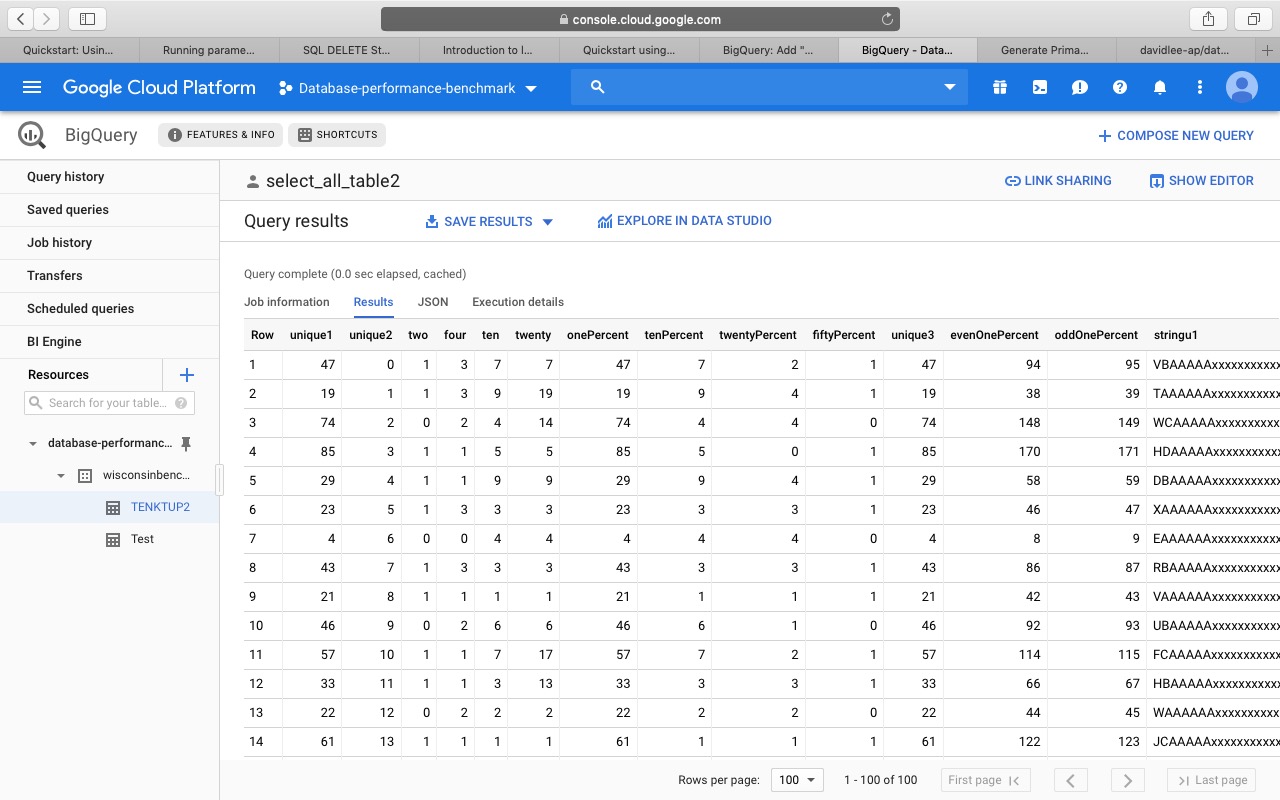 console.cloud.google.com
Quickstart: Usin... Running parame... SQL DELETE St... Introduction to I... Quickstart using... BigQuery: Add "... BigQuery - Data... Generate Prima... davidlee-ap/dat...
Google Cloud Platform Database-performance-benchmark
BigQuery FEATURES & INFO SHORTCUTS COMPOSE NEW QUERY
Query history
Saved queries
Job history
Transfers
Scheduled queries
BI Engine
Resources
Search for your table...
database-performanc...
wisconsinbenc...
TENKTUP2
Test
select_all_table2 LINK SHARING SHOW EDITOR
Query results SAVE RESULTS EXPLORE IN DATA STUDIO
Query complete (0.0 sec elapsed, cached)
Job information Results JSON Execution details
Row unique1 unique2 two four ten twenty onePercent tenPercent twentyPercent fiftyPercent unique3 evenOnePercent oddOnePercent stringu1
1 47 0 1 3 7 7 47 7 2 1 47 94 95 VBAAAAAxxxxxxxxxxx
2 19 1 1 3 9 19 19 9 4 1 19 38 39 TAAAAAAxxxxxxxxxxx
3 74 2 0 2 4 14 74 4 4 0 74 148 149 WCAAAAAxxxxxxxxxx
4 85 3 1 1 5 5 85 5 0 1 85 170 171 HDAAAAAxxxxxxxxxxx
5 29 4 1 1 9 9 29 9 4 1 29 58 59 DBAAAAAxxxxxxxxxxx
6 23 5 1 3 3 3 23 3 3 1 23 46 47 XAAAAAAxxxxxxxxxxx
7 4 6 0 0 4 4 4 4 4 0 4 8 9 EAAAAAAxxxxxxxxxxx
8 43 7 1 3 3 3 43 3 3 1 43 86 87 RBAAAAAxxxxxxxxxxx
9 21 8 1 1 1 1 21 1 1 1 21 42 43 VAAAAAAxxxxxxxxxxx
10 46 9 0 2 6 6 46 6 1 0 46 92 93 UBAAAAAxxxxxxxxxxx
11 57 10 1 1 7 17 57 7 2 1 57 114 115 FCAAAAAxxxxxxxxxxx
12 33 11 1 1 3 13 33 3 3 1 33 66 67 HBAAAAAxxxxxxxxxxx
13 22 12 0 2 2 2 22 2 2 0 22 44 45 WAAAAAAxxxxxxxxxx
14 61 13 1 1 1 1 61 1 1 1 61 122 123 JCAAAAAxxxxxxxxxxx
Rows per page: 100 1 - 100 of 100 First page Last page